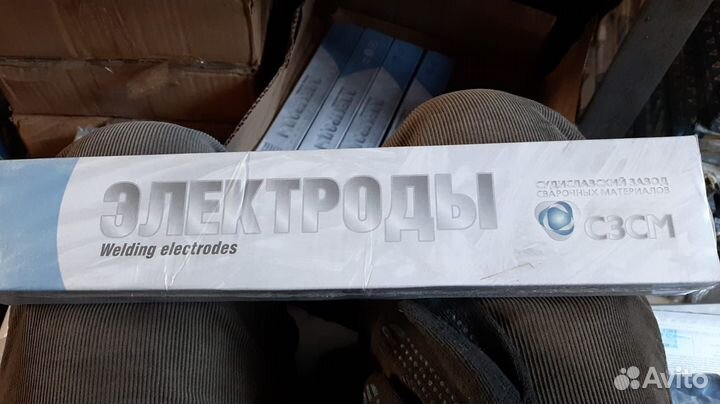 ЭЛЕКТРОДЫ
Welding electrodes
СУДИСЛАВСКИЙ ЗАВОД
СВАРОЧНЫХ МАТЕРИАЛОВ
СЗСМ
Avito